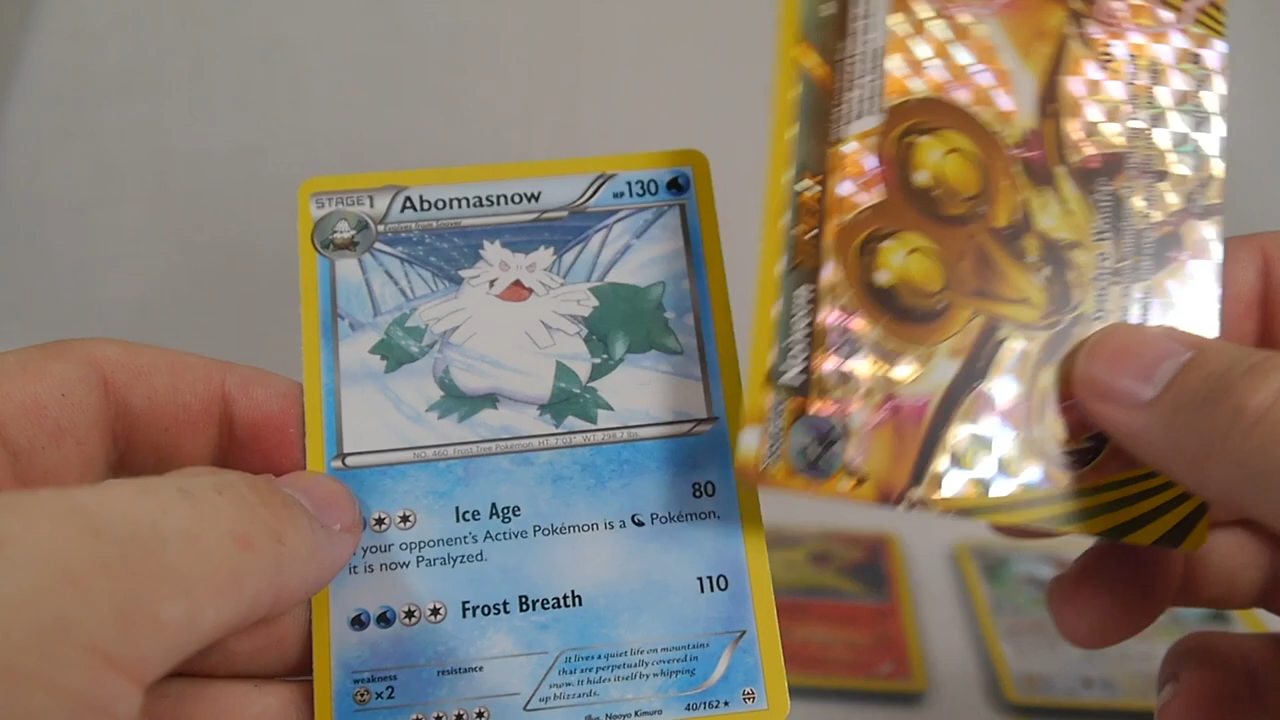 STAGE1 Abomasnow HP130
Evolves from Snover
NO. 460 Frost Tree Pokémon HT: 7'03" WT: 298.7 lbs
Ice Age 80
your opponent's Active Pokémon is a Pokémon,
it is now Paralyzed.
Frost Breath 110
weakness resistance
×2
It lives a quiet life on mountains
that are perpetually covered in
snow. It hides itself by whipping
up blizzards.
Illus. Naoyo Kimura 40/162